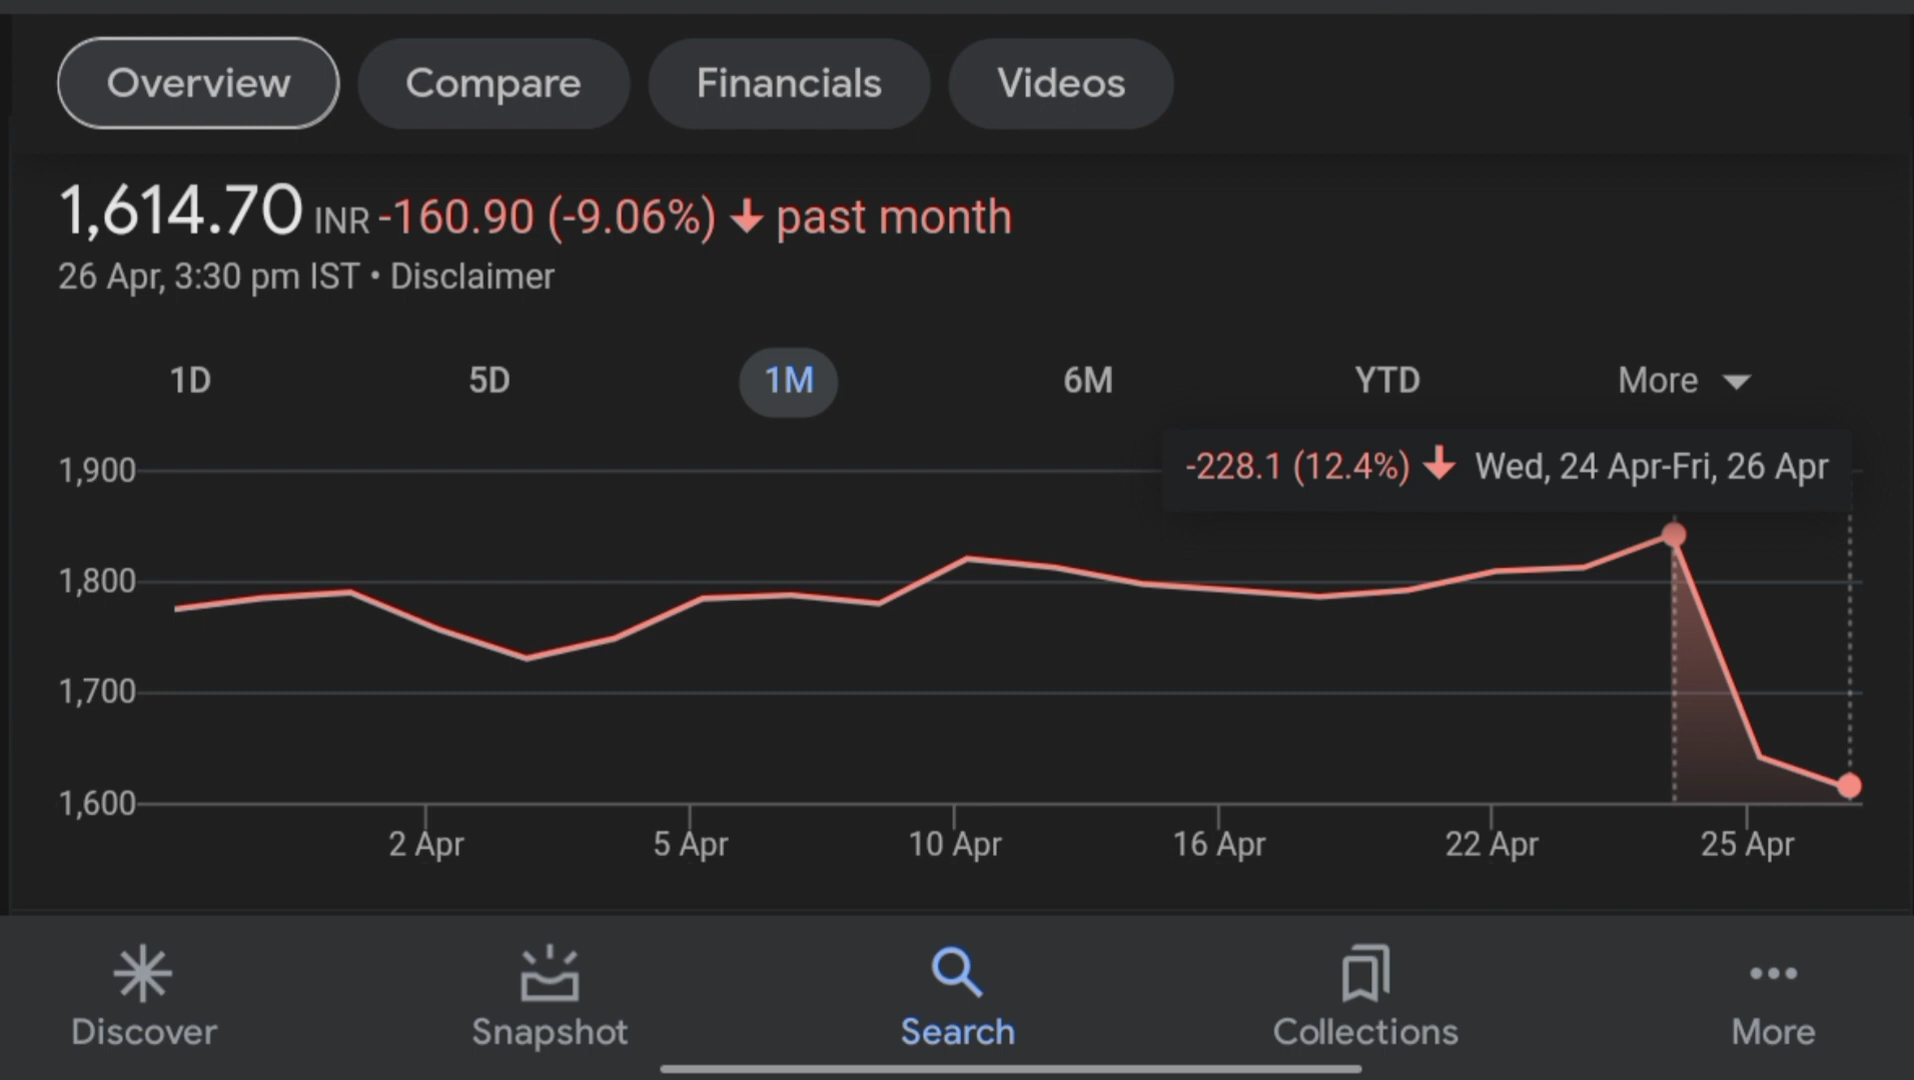 Overview Compare Financials Videos
1,614.70 INR -160.90 (-9.06%) ↓ past month
26 Apr, 3:30 pm IST • Disclaimer
1D 5D 1M 6M YTD More
-228.1 (12.4%) ↓ Wed, 24 Apr-Fri, 26 Apr
1,900
1,800
1,700
1,600
2 Apr 5 Apr 10 Apr 16 Apr 22 Apr 25 Apr
Discover Snapshot Search Collections More